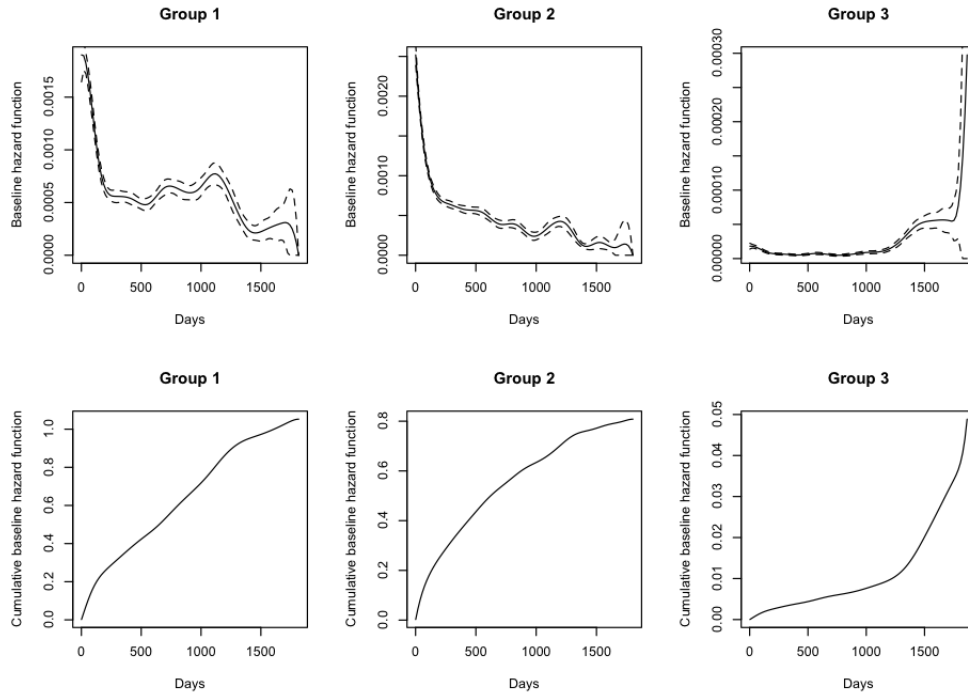 Group 1
Baseline hazard function
0.0000
0.0005
0.0010
0.0015
0 500 1000 1500
Days
Group 2
Baseline hazard function
0.0000
0.0010
0.0020
0 500 1000 1500
Days
Group 3
Baseline hazard function
0.00000
0.00010
0.00020
0.00030
0 500 1000 1500
Days
Group 1
Cumulative baseline hazard function
0.0
0.2
0.4
0.6
0.8
1.0
0 500 1000 1500
Days
Group 2
Cumulative baseline hazard function
0.0
0.2
0.4
0.6
0.8
0 500 1000 1500
Days
Group 3
Cumulative baseline hazard function
0.00
0.01
0.02
0.03
0.04
0.05
0 500 1000 1500
Days